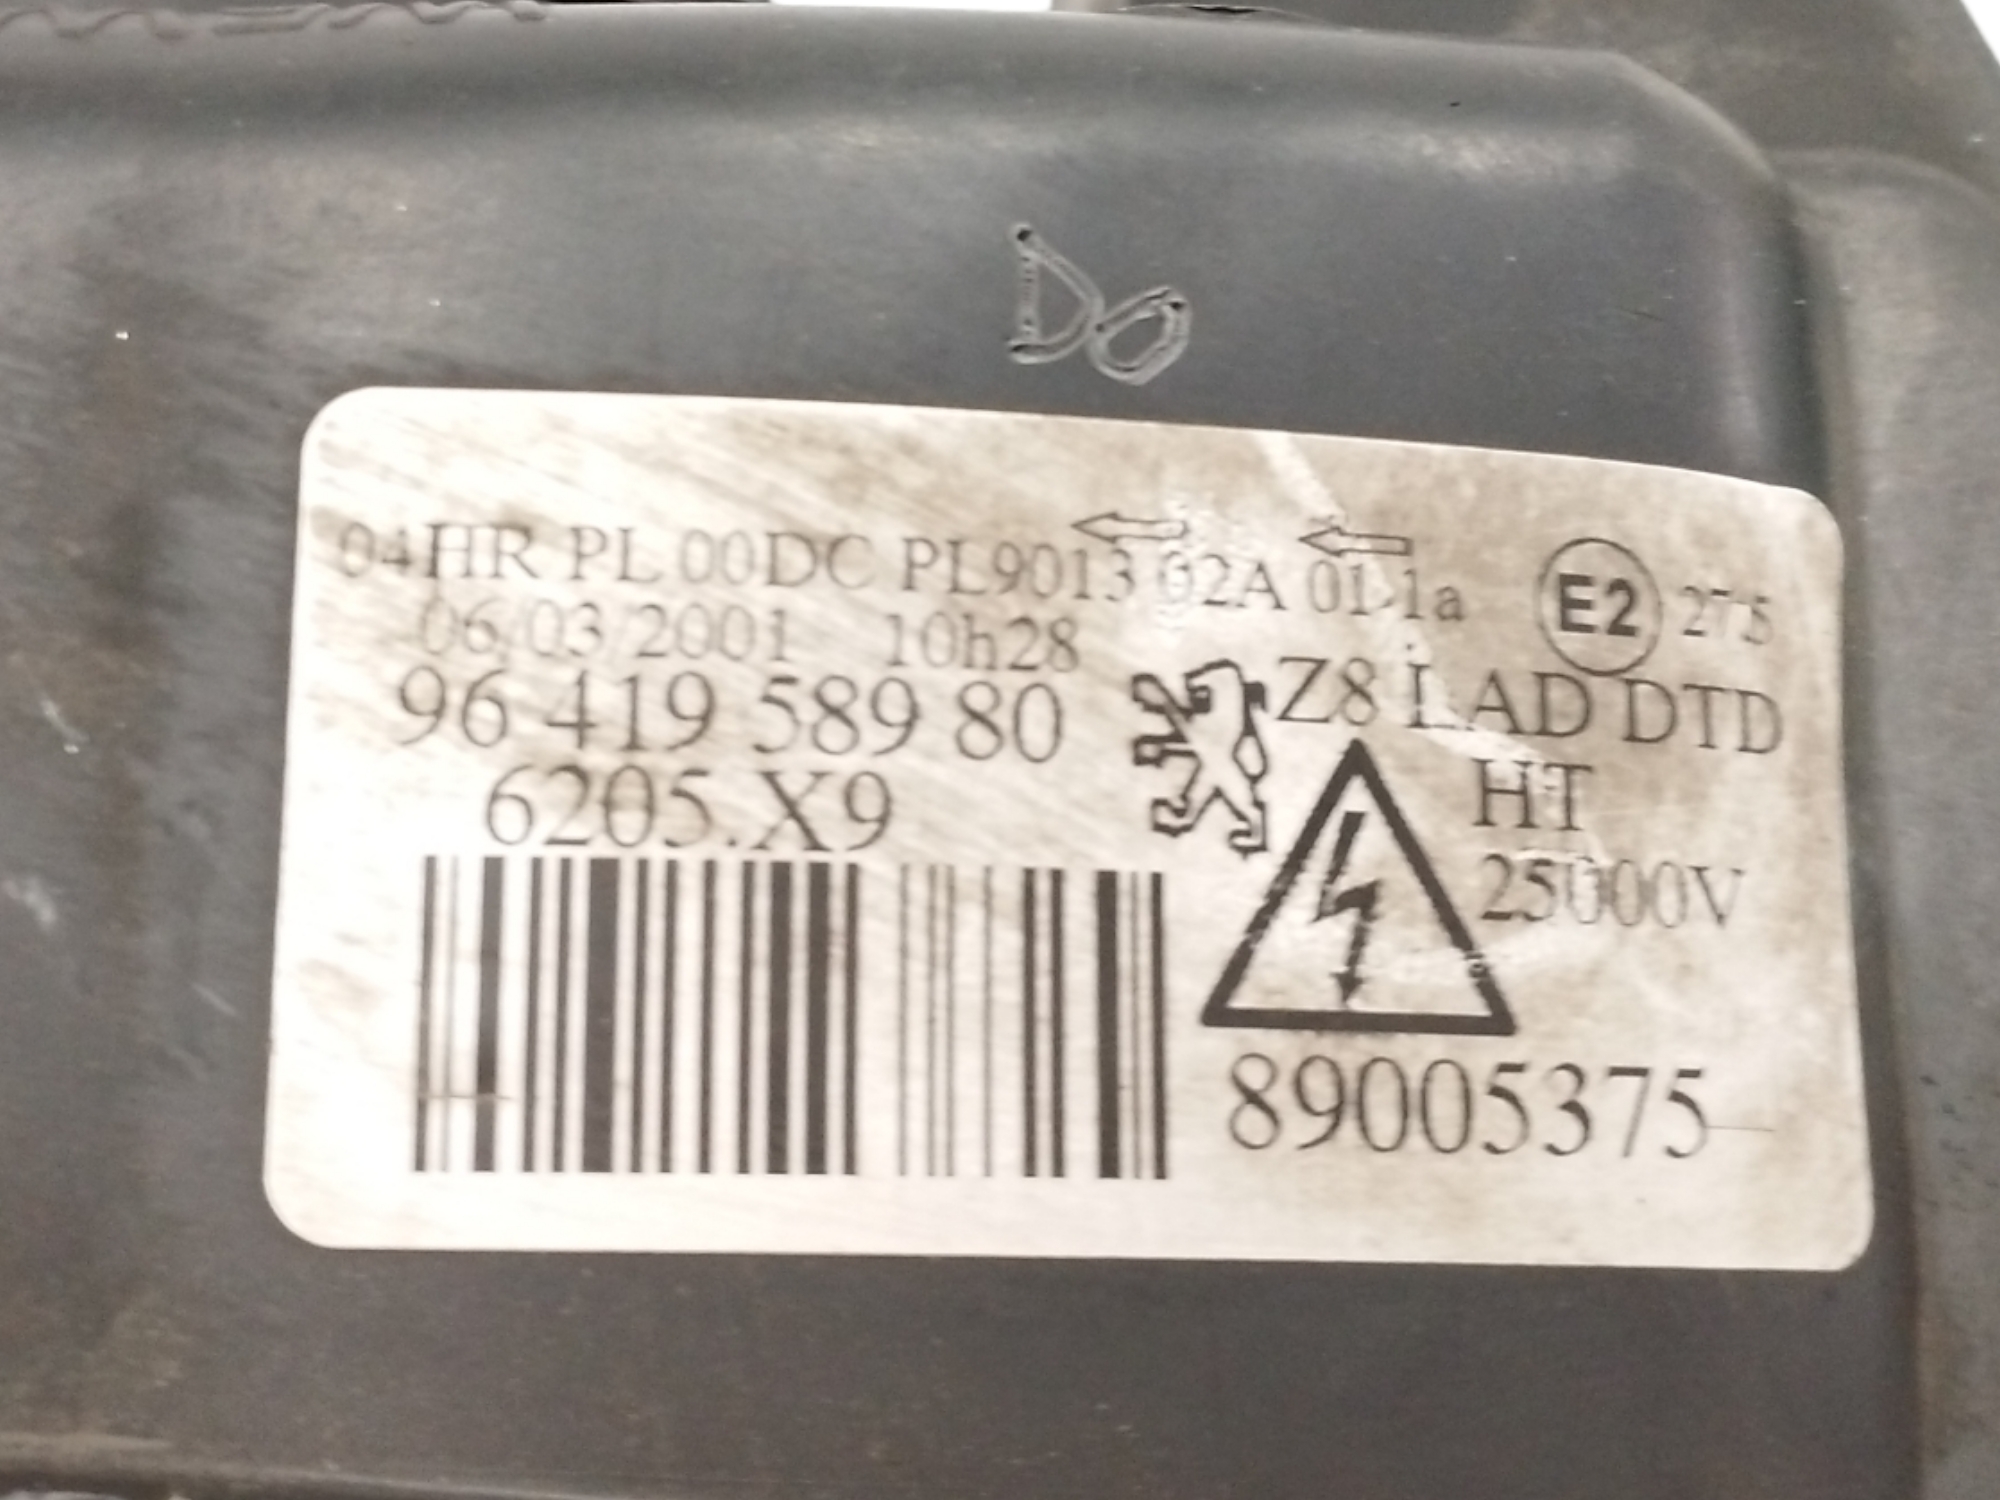 Do
04HR PL 00DC PL9013 02A 01 1a E2 275
06/03/2001 10h28
96 419 589 80 Z8 LAD DTD
6205.X9 HT
25000V
89005375